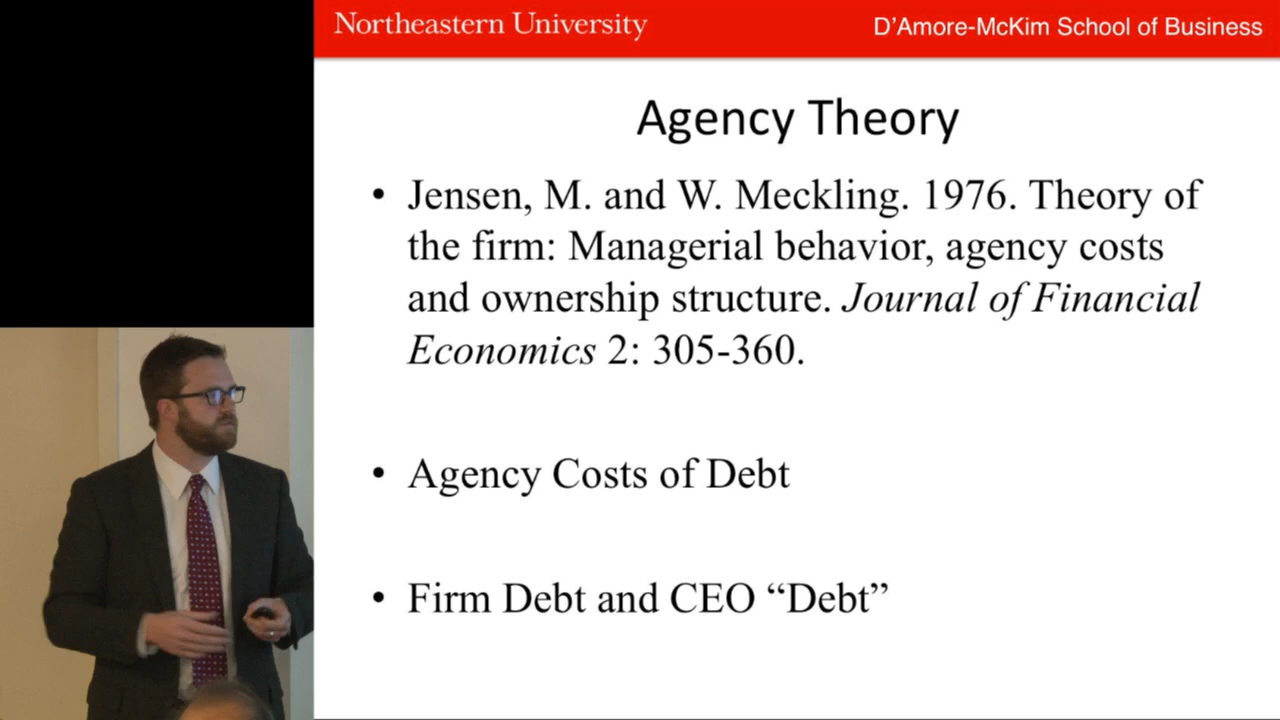 Northeastern University
D'Amore-McKim School of Business
Agency Theory
• Jensen, M. and W. Meckling. 1976. Theory of
the firm: Managerial behavior, agency costs
and ownership structure. Journal of Financial
Economics 2: 305-360.
• Agency Costs of Debt
• Firm Debt and CEO “Debt”